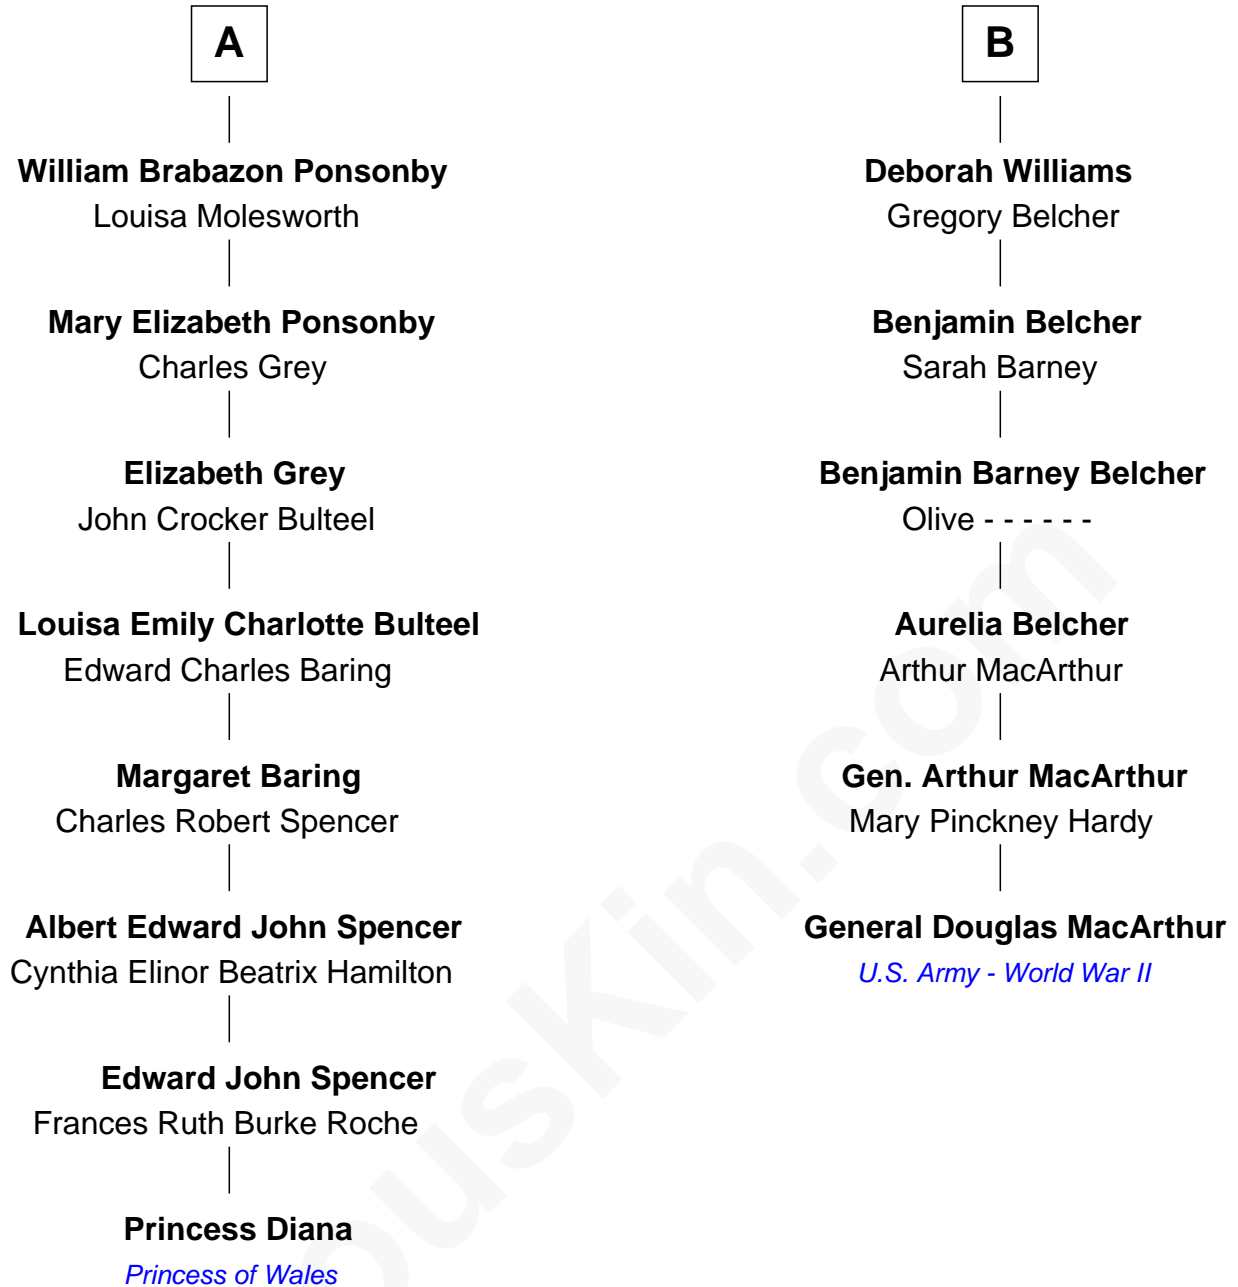 A
William Brabazon Ponsonby
Louisa Molesworth
Mary Elizabeth Ponsonby
Charles Grey
Elizabeth Grey
John Crocker Bulteel
Louisa Emily Charlotte Bulteel
Edward Charles Baring
Margaret Baring
Charles Robert Spencer
Albert Edward John Spencer
Cynthia Elinor Beatrix Hamilton
Edward John Spencer
Frances Ruth Burke Roche
Princess Diana
Princess of Wales
B
Deborah Williams
Gregory Belcher
Benjamin Belcher
Sarah Barney
Benjamin Barney Belcher
Olive - - - - - -
Aurelia Belcher
Arthur MacArthur
Gen. Arthur MacArthur
Mary Pinckney Hardy
General Douglas MacArthur
U.S. Army - World War II
ousKin.com